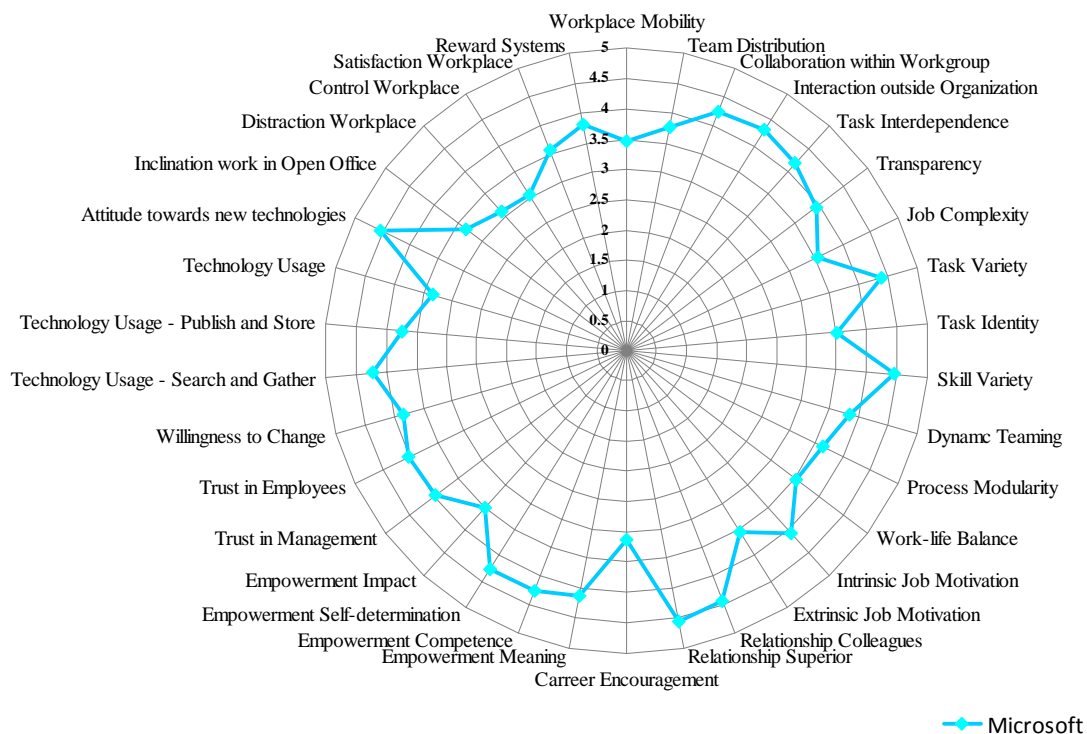 Workplace Mobility
Team Distribution
Collaboration within Workgroup
Interaction outside Organization
Task Interdependence
Transparency
Job Complexity
Task Variety
Task Identity
Skill Variety
Dynamc Teaming
Process Modularity
Work-life Balance
Intrinsic Job Motivation
Extrinsic Job Motivation
Relationship Colleagues
Relationship Superior
Carreer Encouragement
Empowerment Meaning
Empowerment Competence
Empowerment Self-determination
Empowerment Impact
Trust in Management
Trust in Employees
Willingness to Change
Technology Usage - Search and Gather
Technology Usage - Publish and Store
Technology Usage
Attitude towards new technologies
Inclination work in Open Office
Distraction Workplace
Control Workplace
Satisfaction Workplace
Reward Systems
5
4.5
4
3.5
3
2.5
2
1.5
1
0.5
0
Microsoft